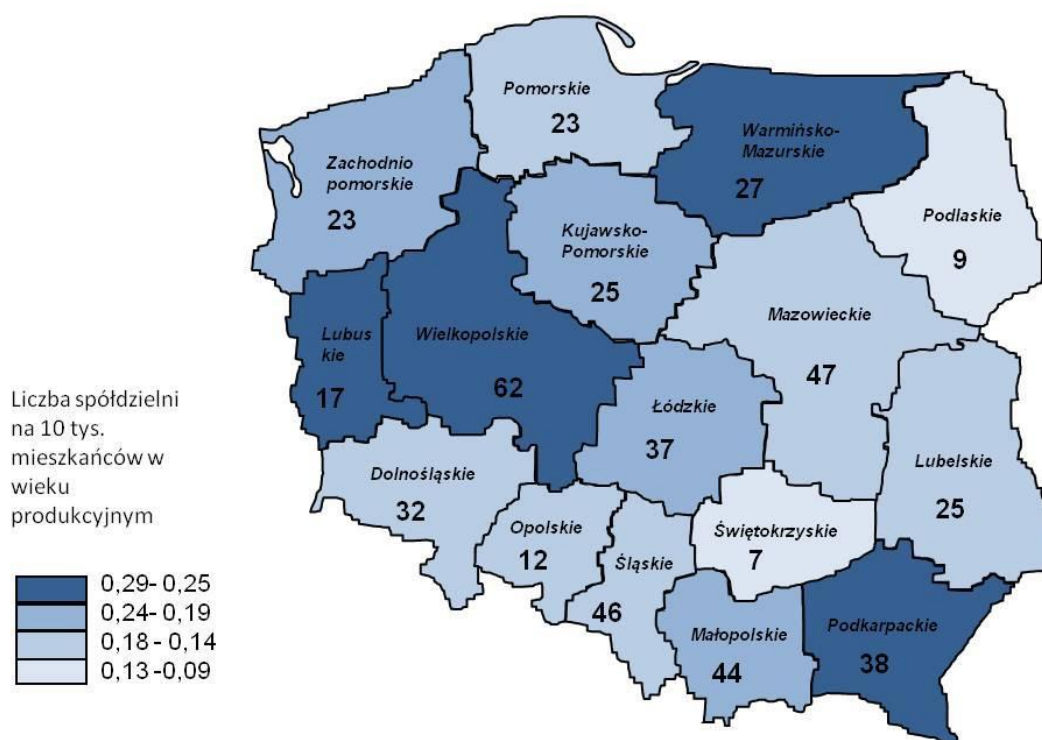 Pomorskie
23
Warmińsko-
Mazurskie
27
Zachodnio
pomorskie
23
Podlaskie
9
Kujawsko-
Pomorskie
25
Mazowieckie
47
Lubus
kie
17
Wielkopolskie
62
Łódzkie
37
Lubelskie
25
Dolnośląskie
32
Opolskie
12
Śląskie
46
Świętokrzyskie
7
Małopolskie
44
Podkarpackie
38
Liczba spółdzielni
na 10 tys.
mieszkańców w
wieku
produkcyjnym
0,29- 0,25
0,24- 0,19
0,18 - 0,14
0,13 -0,09